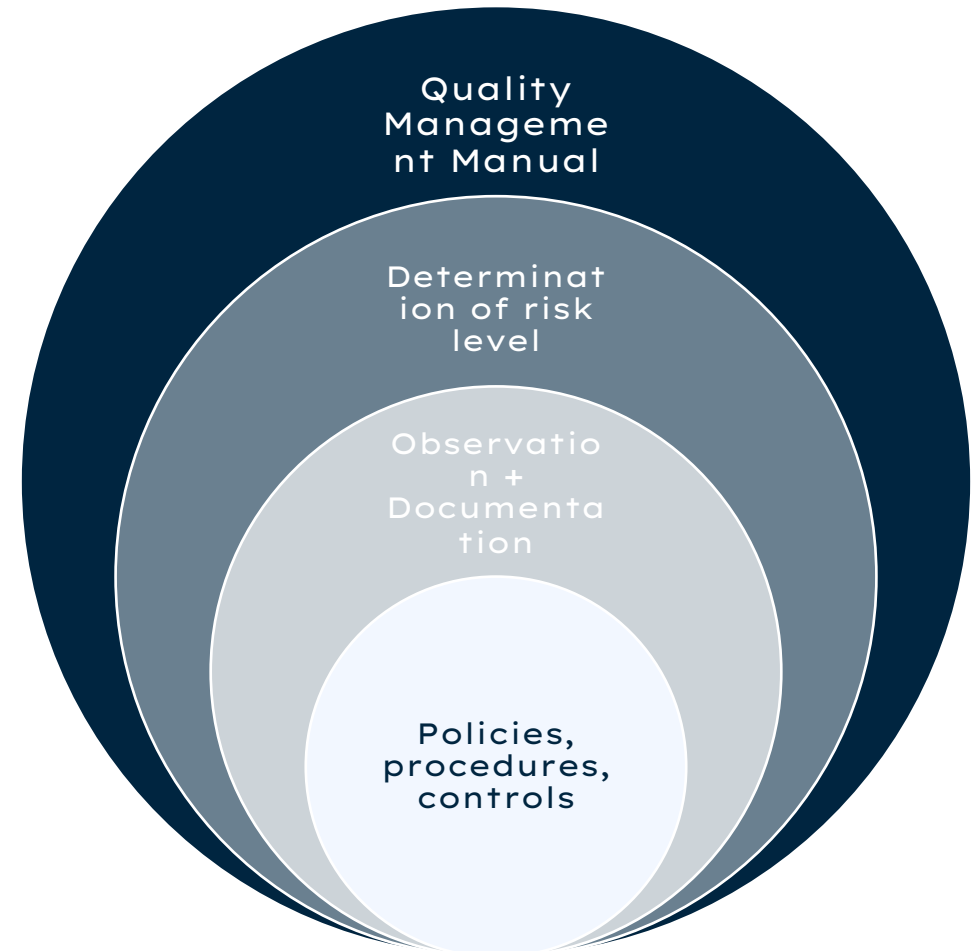 Quality
Manageme
nt Manual
Determinat
ion of risk
level
Observatio
n +
Documenta
tion
Policies,
procedures,
controls